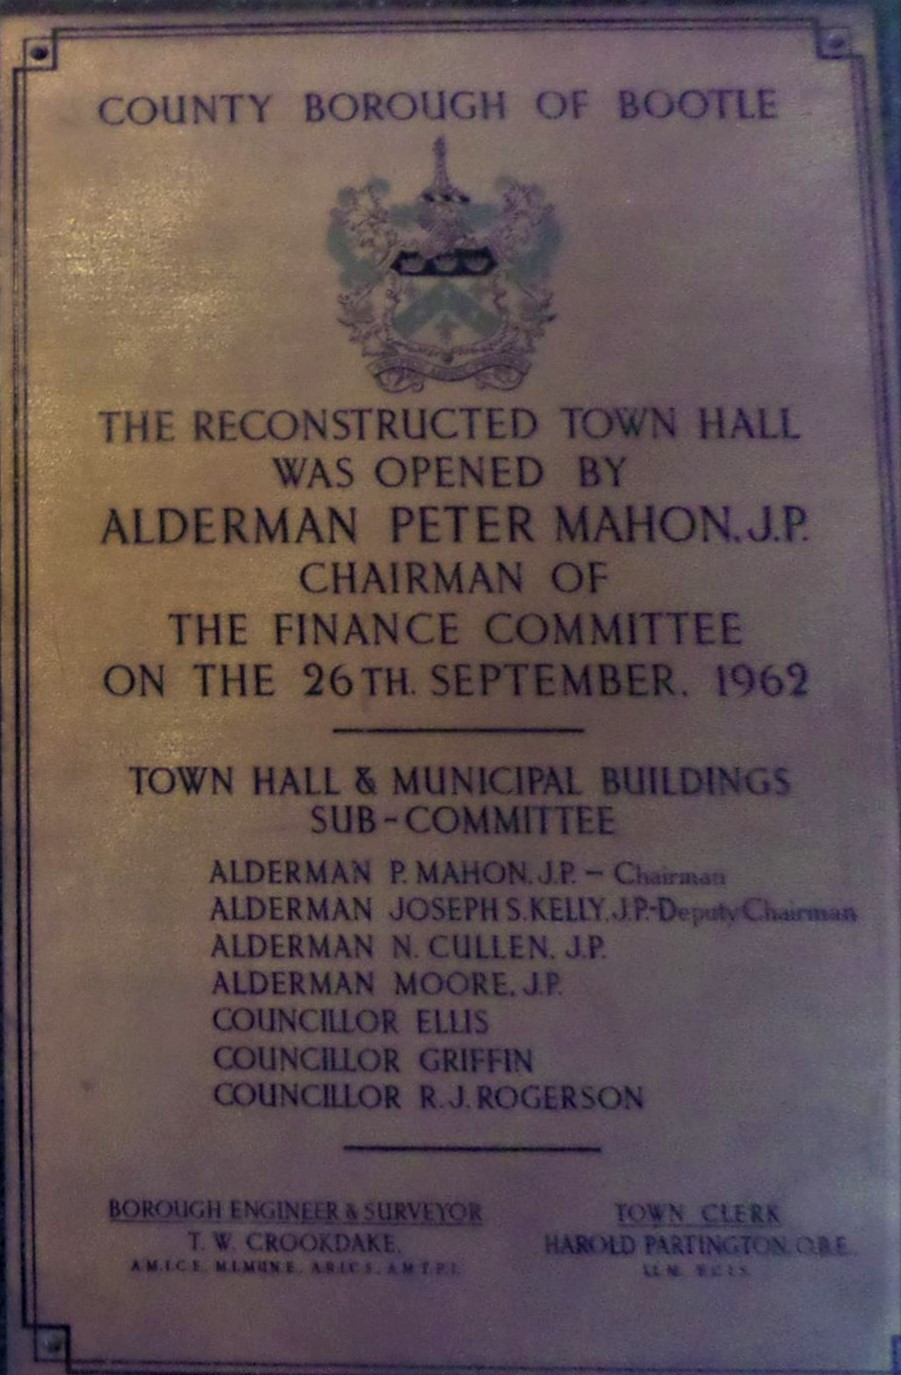 COUNTY BOROUGH OF BOOTLE
THE RECONSTRUCTED TOWN HALL
WAS OPENED BY
ALDERMAN PETER MAHON, J.P.
CHAIRMAN OF
THE FINANCE COMMITTEE
ON THE 26TH. SEPTEMBER. 1962
TOWN HALL & MUNICIPAL BUILDINGS
SUB-COMMITTEE
ALDERMAN P. MAHON. J.P. – Chairman
ALDERMAN JOSEPH S. KELLY, J.P.-Deputy Chairman
ALDERMAN N. CULLEN, J.P.
ALDERMAN MOORE, J.P.
COUNCILLOR ELLIS
COUNCILLOR GRIFFIN
COUNCILLOR R. J. ROGERSON
BOROUGH ENGINEER & SURVEYOR
T. W. CROOKDAKE,
A.M.I.C.E. M.I.MUN.E. A.R.I.C.S. A.M.T.P.I.
TOWN CLERK
HAROLD PARTINGTON, O.B.E.
LL.M.